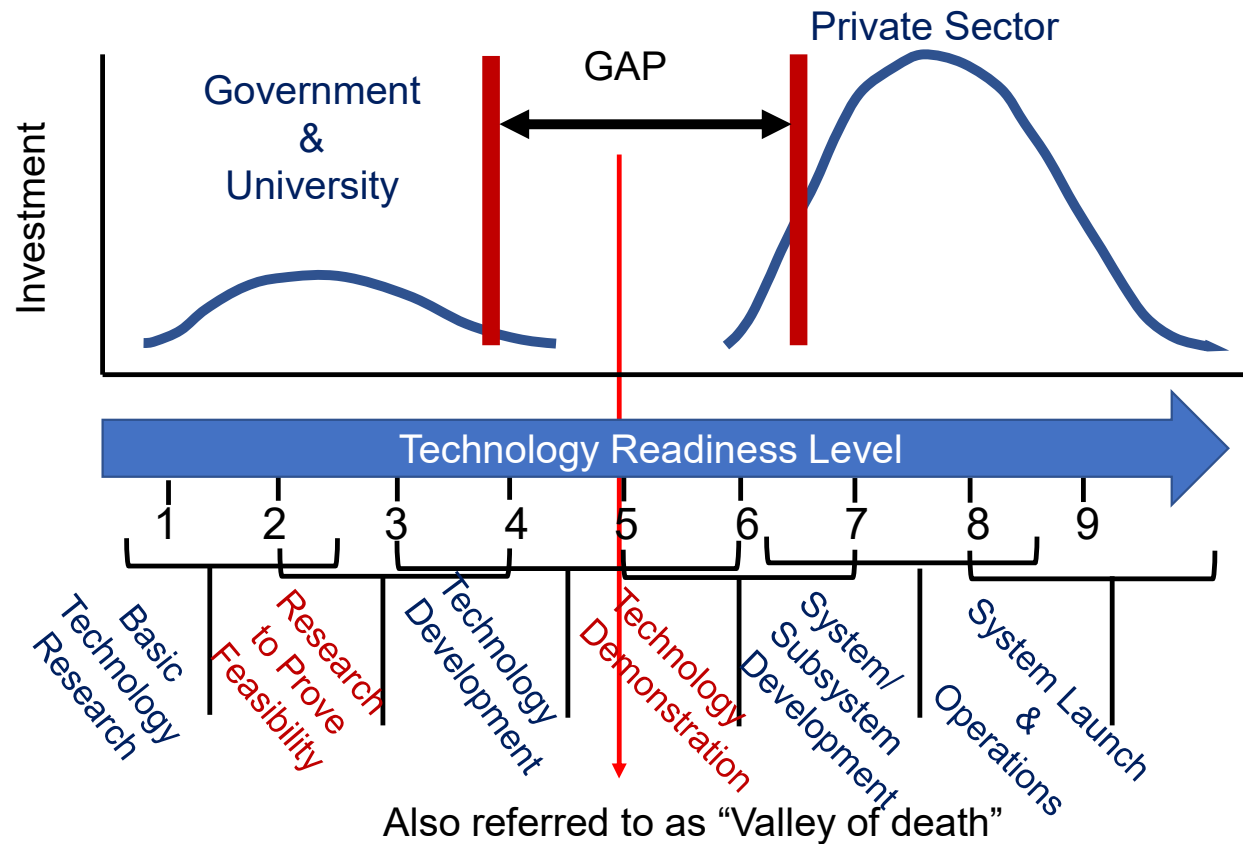 Private Sector
GAP
Government
&
University
Investment
Technology Readiness Level
1
2
3
4
5
6
7
8
9
Basic
Technology
Research
Research
to Prove
Feasibility
Technology
Development
Technology
Demonstration
System/
Subsystem
Development
System Launch
&
Operations
Also referred to as “Valley of death”